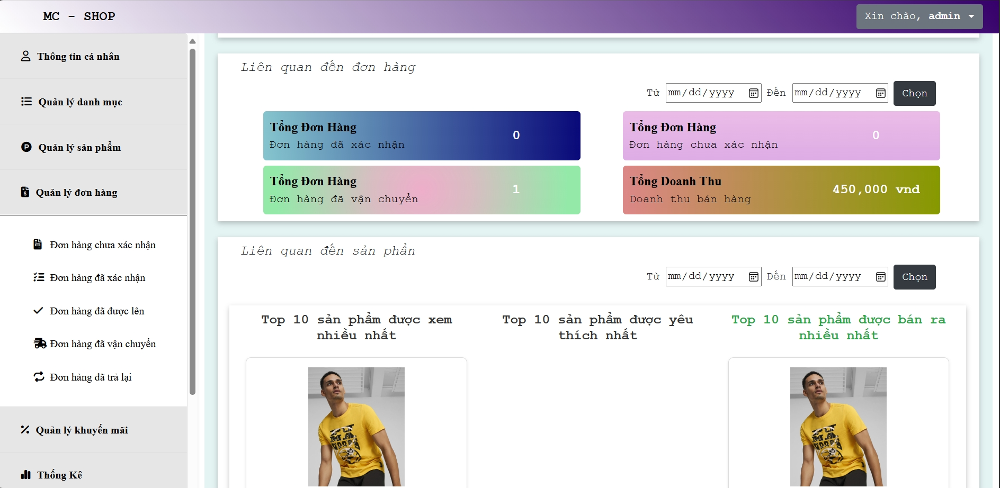 MC - SHOP
Xin chào, admin
Thông tin cá nhân
Quản lý danh mục
Quản lý sản phẩm
Quản lý đơn hàng
Đơn hàng chưa xác nhận
Đơn hàng đã xác nhận
Đơn hàng đã được lên
Đơn hàng đã vận chuyển
Đơn hàng đã trả lại
Quản lý khuyến mãi
Thống Kê
Liên quan đến đơn hàng
Từ mm/dd/yyyy Đến mm/dd/yyyy Chọn
Tổng Đơn Hàng
Đơn hàng đã xác nhận
0
Tổng Đơn Hàng
Đơn hàng chưa xác nhận
0
Tổng Đơn Hàng
Đơn hàng đã vận chuyển
1
Tổng Doanh Thu
Doanh thu bán hàng
450,000 vnd
Liên quan đến sản phẩn
Từ mm/dd/yyyy Đến mm/dd/yyyy Chọn
Top 10 sản phẩm được xem
nhiều nhất
Top 10 sản phẩm được yêu
thích nhất
Top 10 sản phẩm được bán ra
nhiều nhất